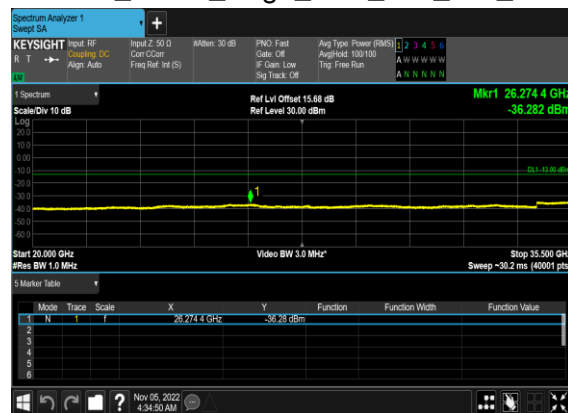 Spectrum Analyzer 1
Swept SA
+
KEYSIGHT Input: RF Input Z: 50 Ω #Atten: 30 dB PNO: Fast Avg Type: Power (RMS) 1 2 3 4 5 6
R T Coupling: DC Corr CCorr Gate: Off Avg|Hold: 100/100 A W W W W W
Align: Auto Freq Ref: Int (S) IF Gain: Low Trig: Free Run
Sig Track: Off A N N N N N
1 Spectrum Ref Lvl Offset 15.68 dB Mkr1 26.274 4 GHz
Scale/Div 10 dB Ref Level 30.00 dBm -36.282 dBm
Log
20.0
10.0
0.00
-10.0 DL1 -13.00 dBm
-20.0
-30.0 1
-40.0
-50.0
-60.0
Start 20.000 GHz Video BW 3.0 MHz* Stop 35.500 GHz
#Res BW 1.0 MHz Sweep ~30.2 ms (40001 pts)
5 Marker Table
Mode Trace Scale X Y Function Function Width Function Value
1 N 1 f 26.274 4 GHz -36.28 dBm
2
3
4
5
6
? Nov 05, 2022
4:34:50 AM